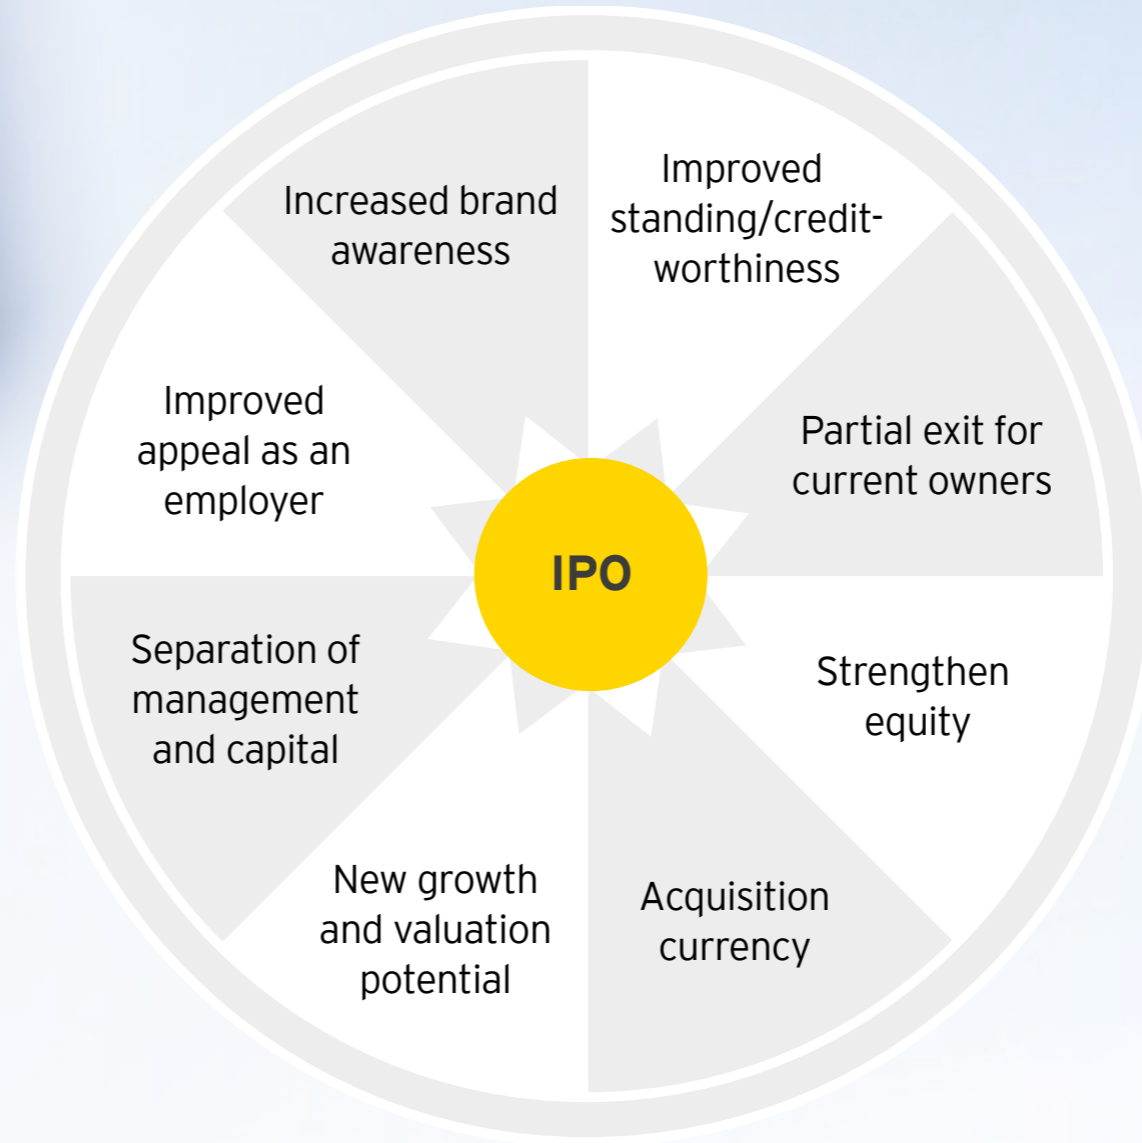 Improved
standing/credit-
worthiness
Partial exit for
current owners
Strengthen
equity
Acquisition
currency
New growth
and valuation
potential
Separation of
management
and capital
Improved
appeal as an
employer
Increased brand
awareness
IPO